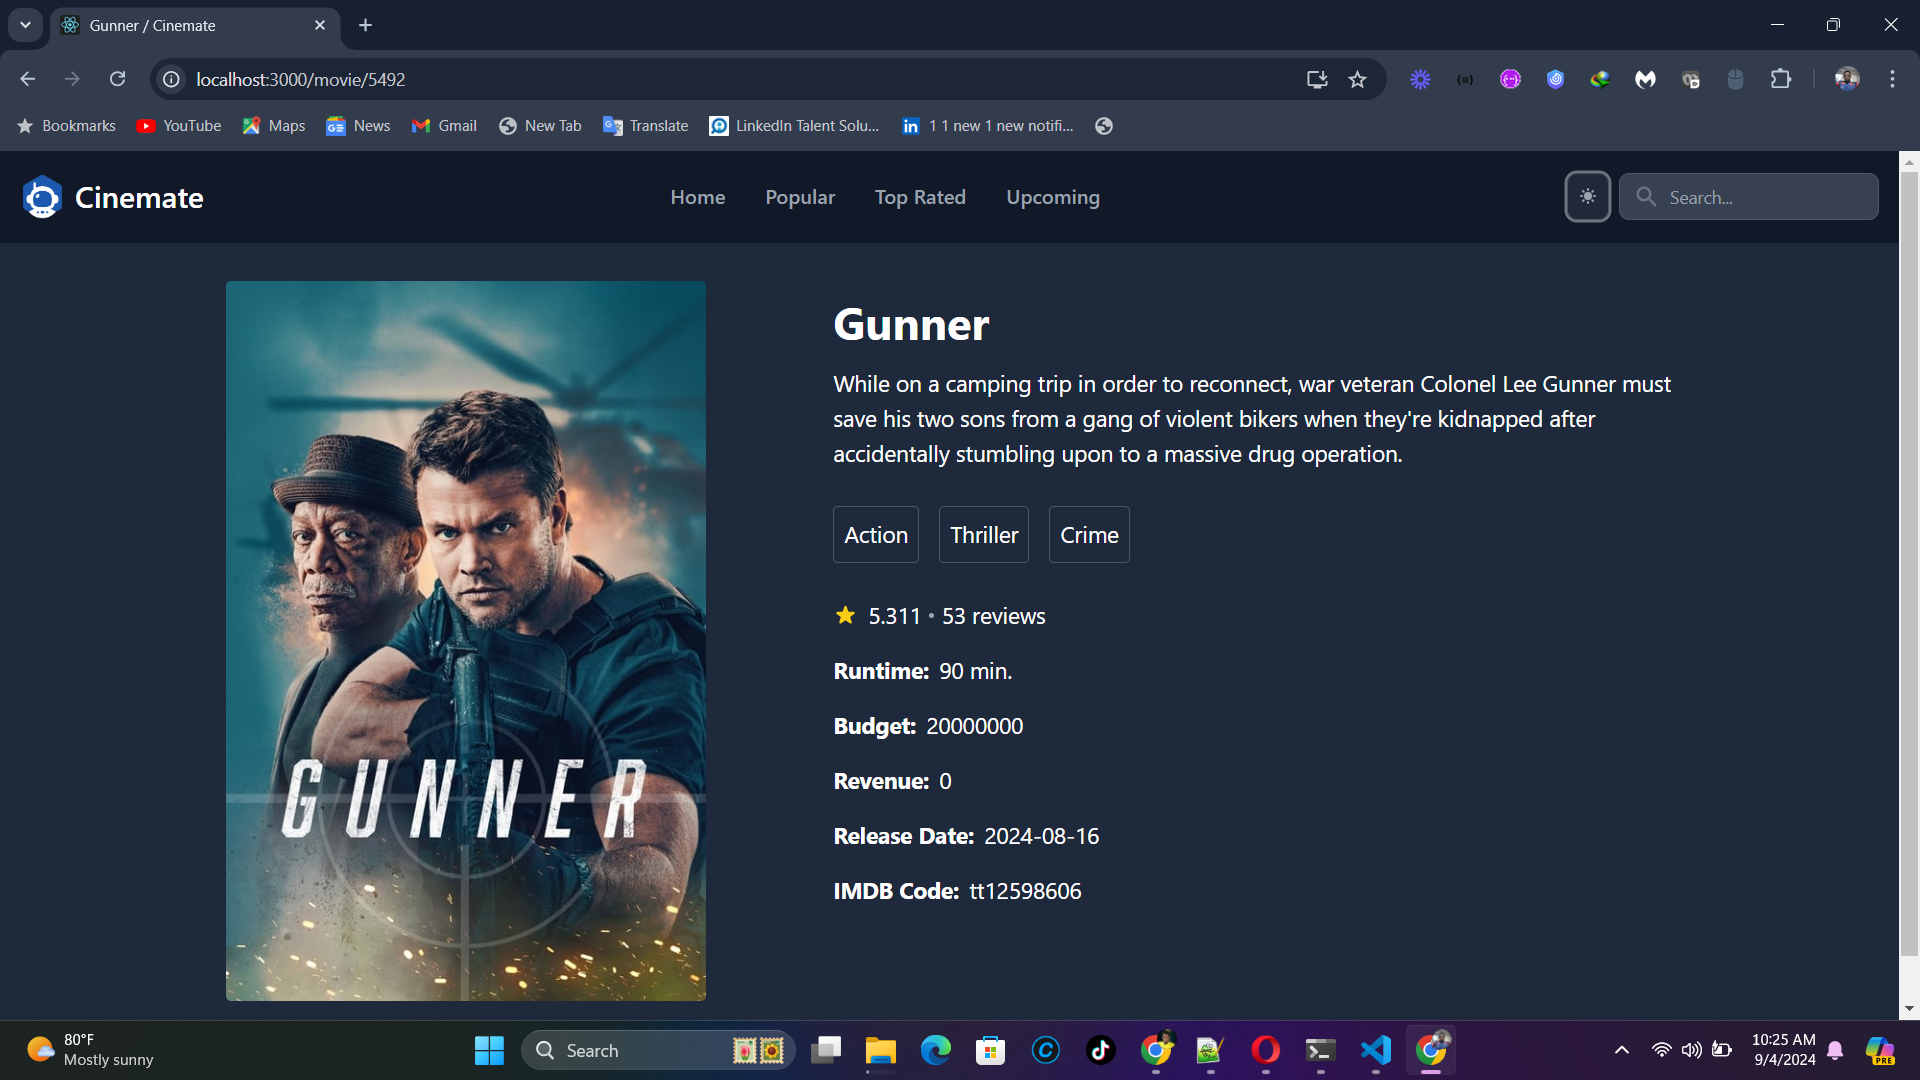 Gunner / Cinemate
localhost:3000/movie/5492
Bookmarks
YouTube
Maps
News
Gmail
New Tab
Translate
LinkedIn Talent Solu...
1 1 new 1 new notifi...
Cinemate
Home
Popular
Top Rated
Upcoming
Search...
GUNNER
Gunner
While on a camping trip in order to reconnect, war veteran Colonel Lee Gunner must
save his two sons from a gang of violent bikers when they're kidnapped after
accidentally stumbling upon to a massive drug operation.
Action
Thriller
Crime
5.311 • 53 reviews
Runtime: 90 min.
Budget: 20000000
Revenue: 0
Release Date: 2024-08-16
IMDB Code: tt12598606
80°F
Mostly sunny
Search
10:25 AM
9/4/2024
PRE